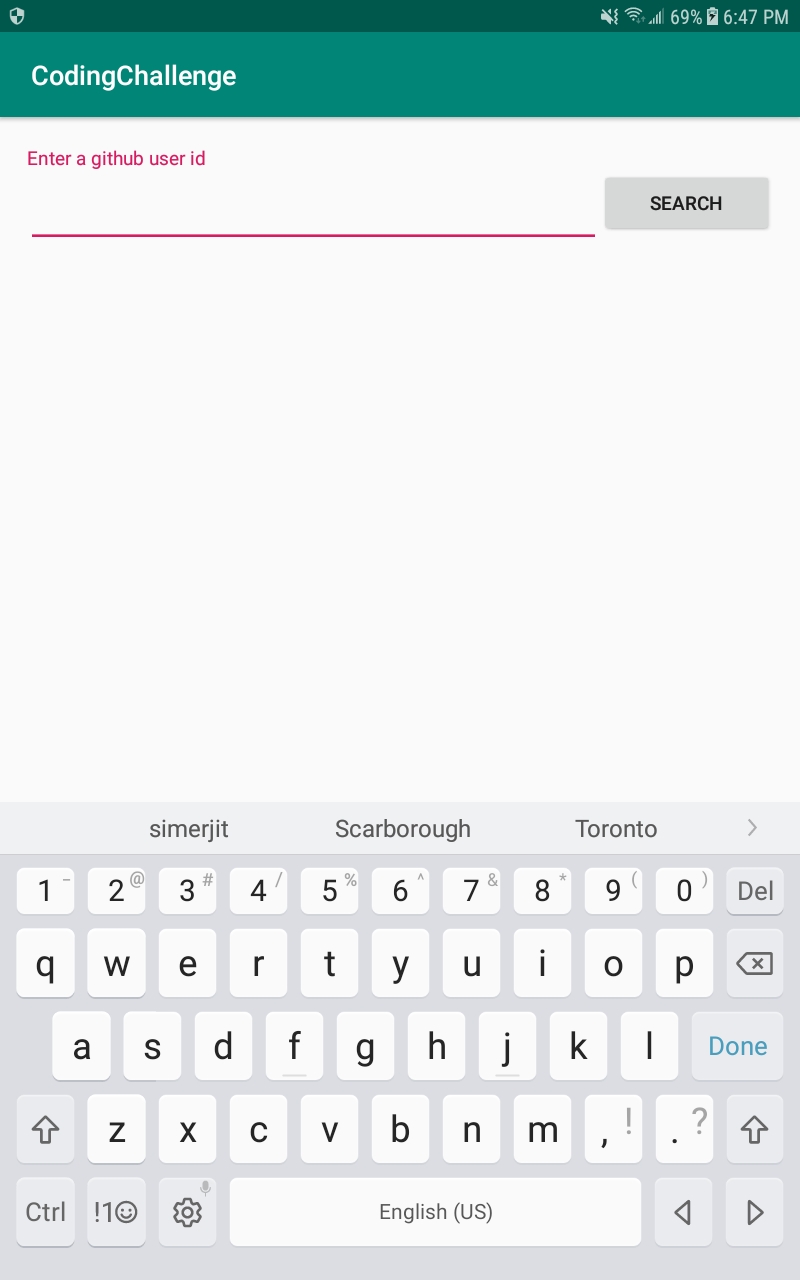 69% 6:47 PM
CodingChallenge
Enter a github user id
SEARCH
simerjit Scarborough Toronto
1 - 2 @ 3 # 4 / 5 % 6 ^ 7 & 8 * 9 ( 0 ) Del
q w e r t y u i o p
a s d f g h j k l Done
z x c v b n m , ! . ?
Ctrl !1☺ English (US)